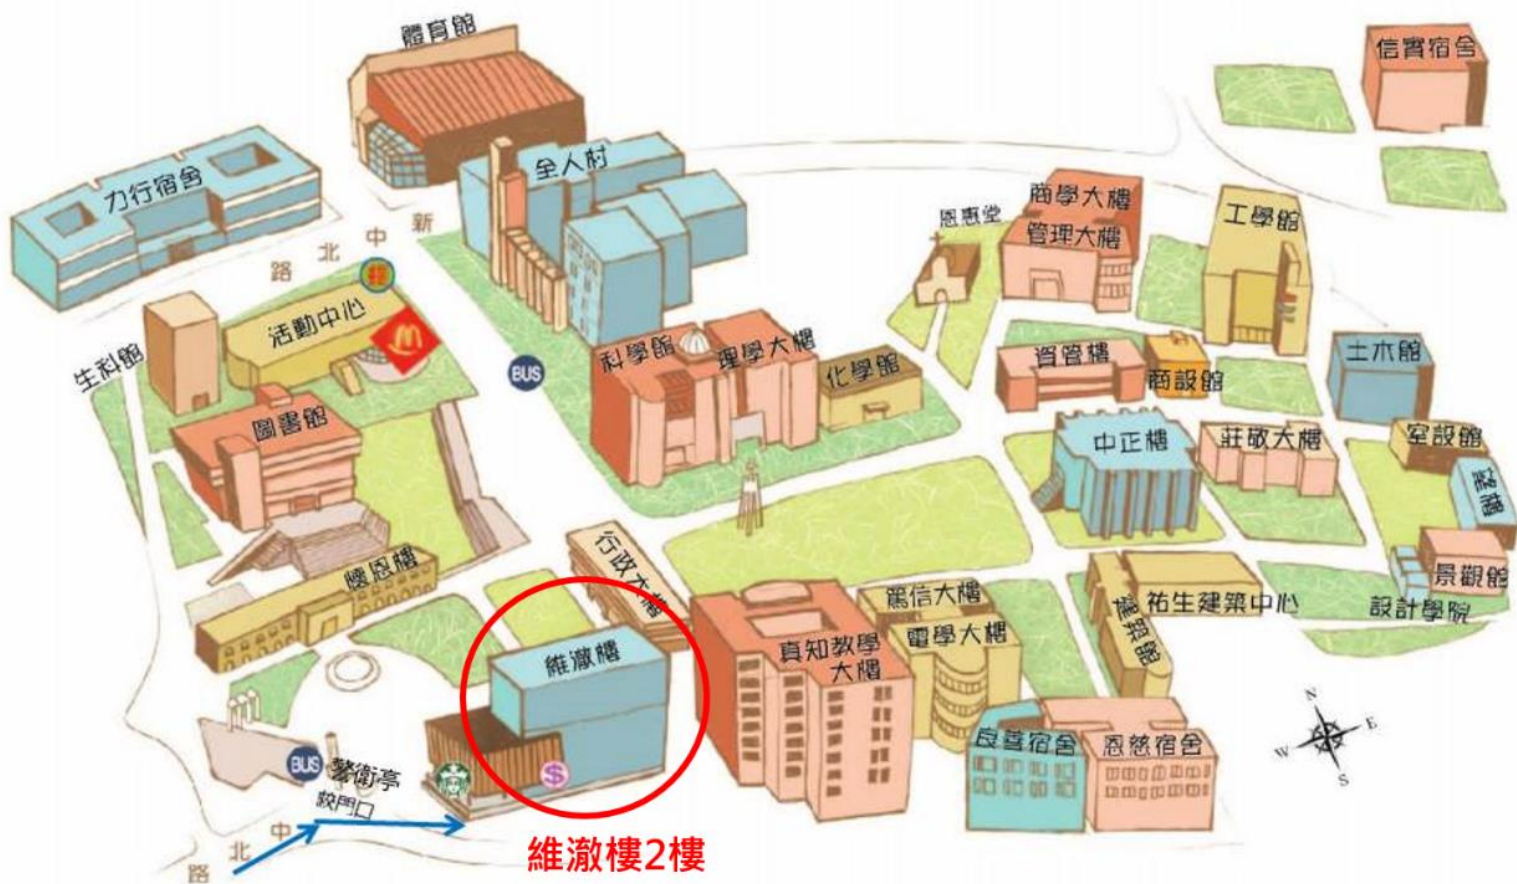 體育館
信實宿舍
全人村
力行宿舍
商學大樓
工學館
恩惠堂
管理大樓
新中北路
活動中心
BUS
科學館
理學大樓
資管樓
土木館
生科館
化學館
商設館
圖書館
中正樓
莊敬大樓
室設館
行政大樓
景觀館
懷恩樓
篤信大樓
祐生建築中心
設計學院
建築館
維澈樓
真知教學
大樓
電學大樓
N
W
E
S
良善宿舍
恩慈宿舍
BUS
警衛亭
校門口
S
中北路
維澈樓2樓